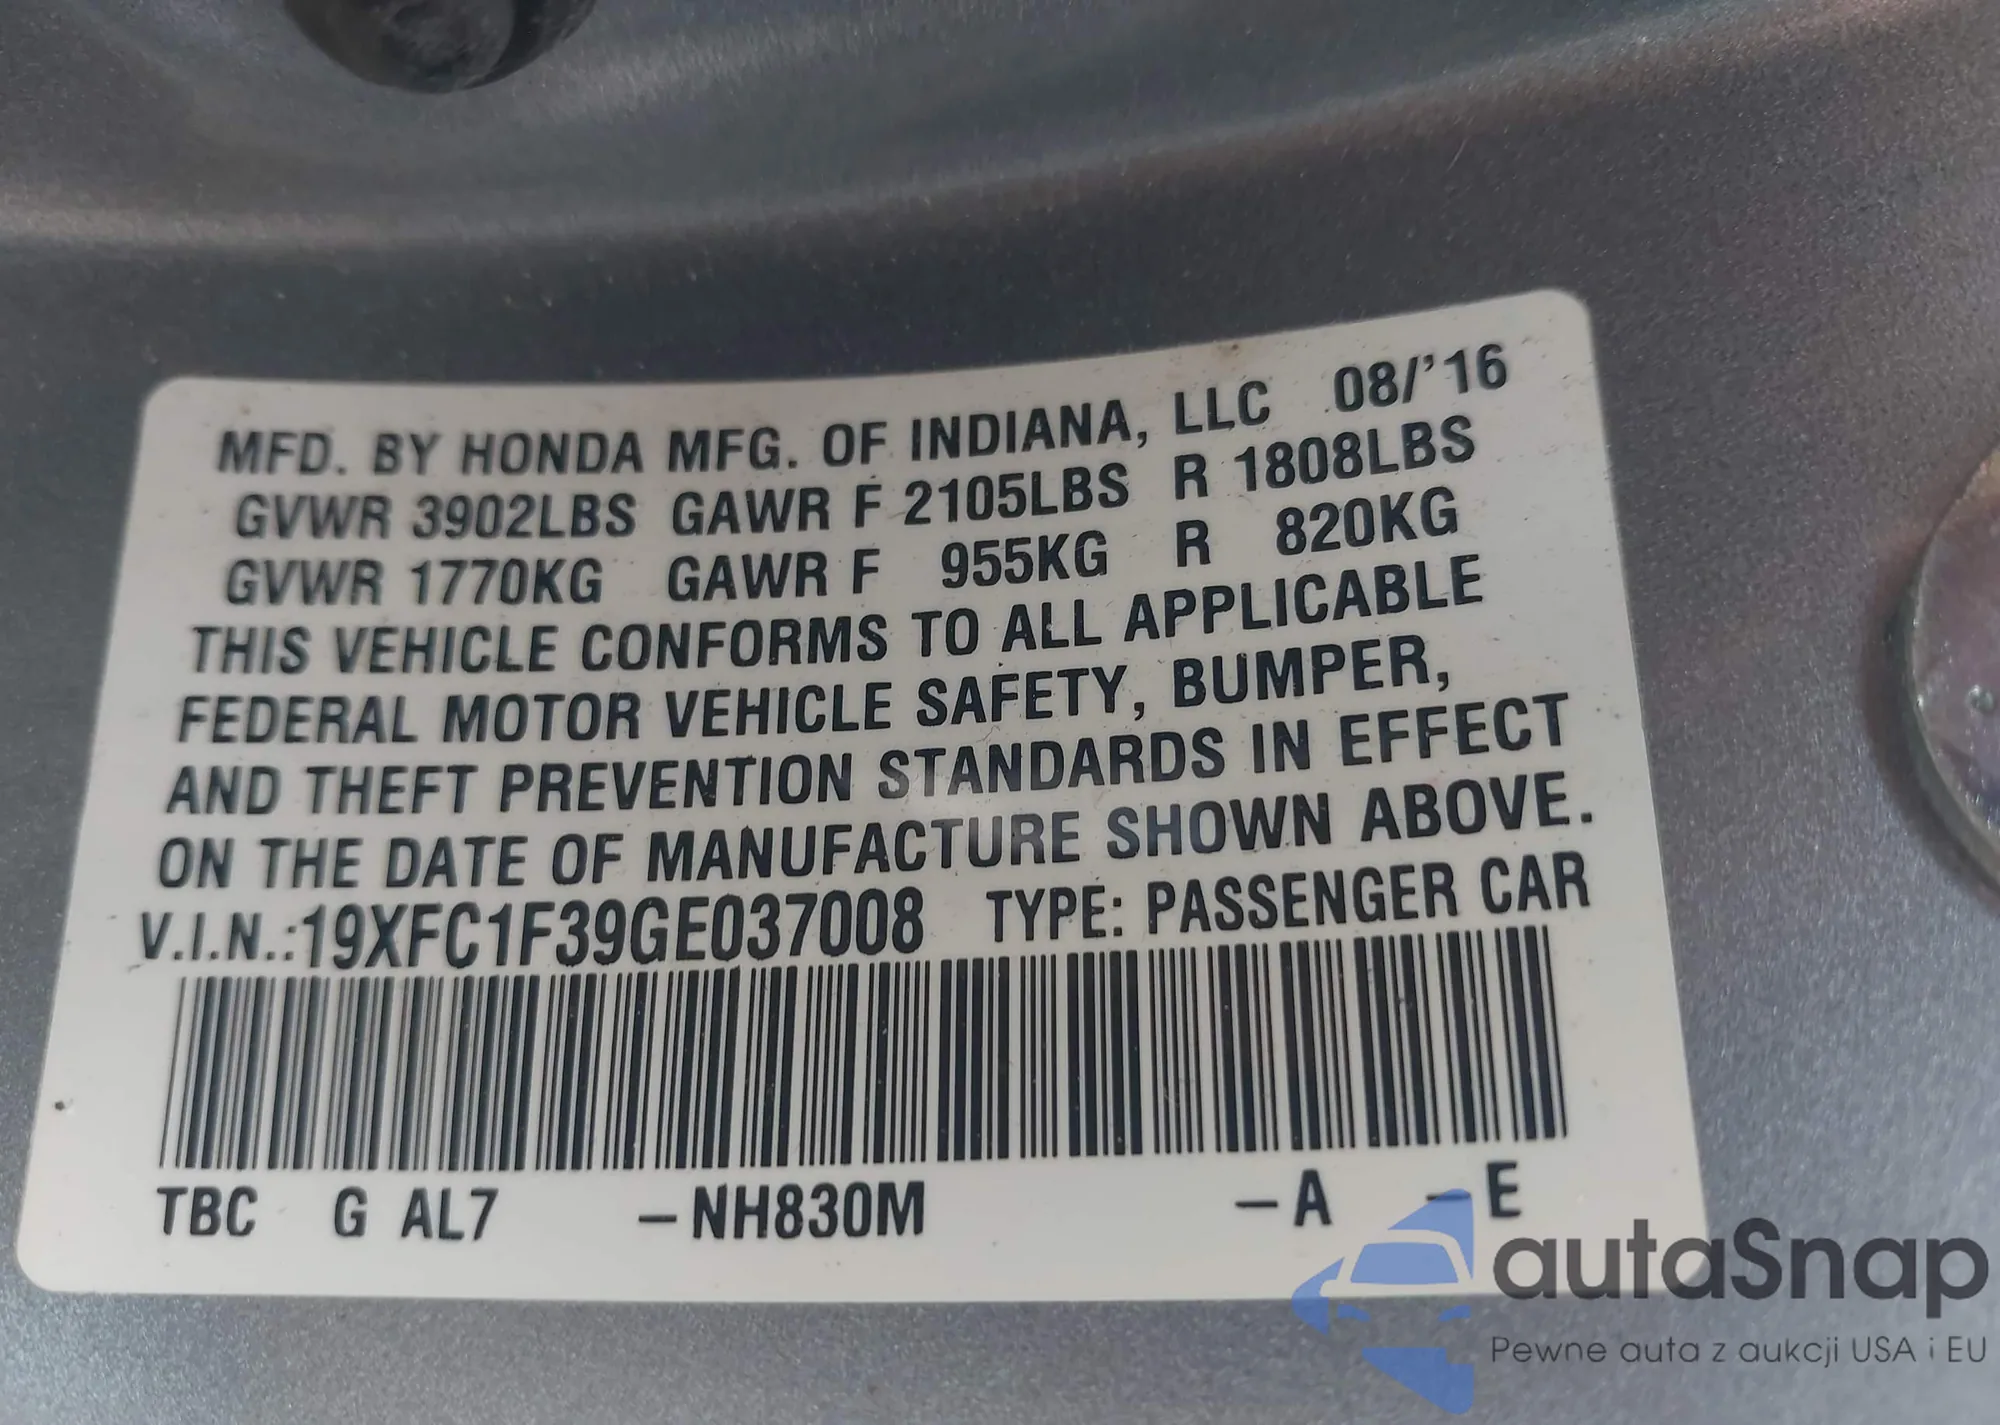 MFD. BY HONDA MFG. OF INDIANA, LLC 08/'16
GVWR 3902LBS GAWR F 2105LBS R 1808LBS
GVWR 1770KG GAWR F 955KG R 820KG
THIS VEHICLE CONFORMS TO ALL APPLICABLE
FEDERAL MOTOR VEHICLE SAFETY, BUMPER,
AND THEFT PREVENTION STANDARDS IN EFFECT
ON THE DATE OF MANUFACTURE SHOWN ABOVE.
V.I.N.:19XFC1F39GE037008 TYPE: PASSENGER CAR
TBC G AL7 –NH830M –A –E
autaSnap
Pewne auta z aukcji USA i EU